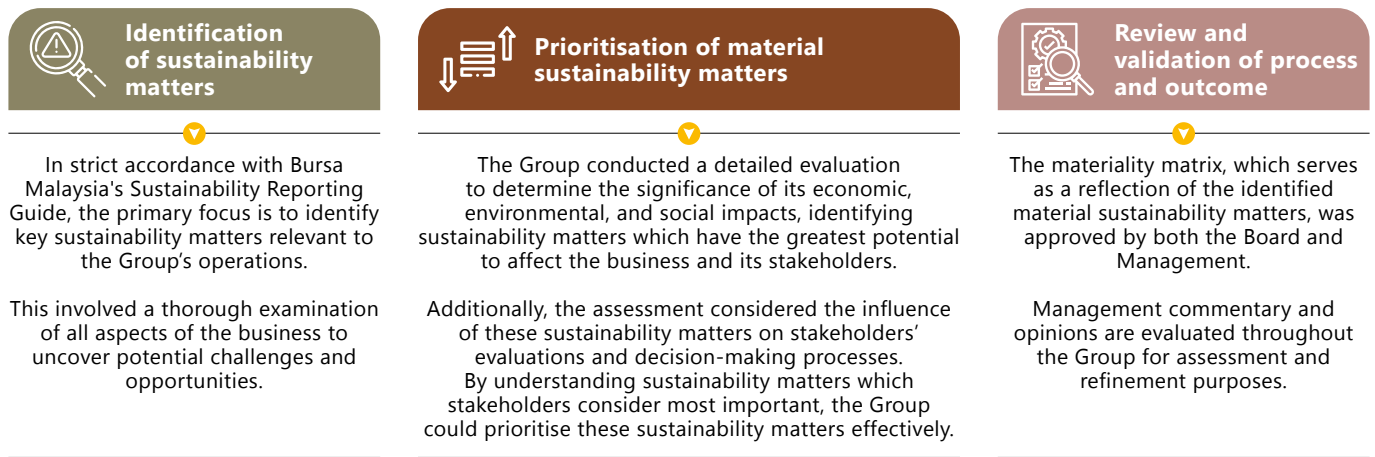 Identification
of sustainability
matters
In strict accordance with Bursa
Malaysia's Sustainability Reporting
Guide, the primary focus is to identify
key sustainability matters relevant to
the Group’s operations.
This involved a thorough examination
of all aspects of the business to
uncover potential challenges and
opportunities.
Prioritisation of material
sustainability matters
The Group conducted a detailed evaluation
to determine the significance of its economic,
environmental, and social impacts, identifying
sustainability matters which have the greatest potential
to affect the business and its stakeholders.
Additionally, the assessment considered the influence
of these sustainability matters on stakeholders’
evaluations and decision-making processes.
By understanding sustainability matters which
stakeholders consider most important, the Group
could prioritise these sustainability matters effectively.
Review and
validation of process
and outcome
The materiality matrix, which serves
as a reflection of the identified
material sustainability matters, was
approved by both the Board and
Management.
Management commentary and
opinions are evaluated throughout
the Group for assessment and
refinement purposes.